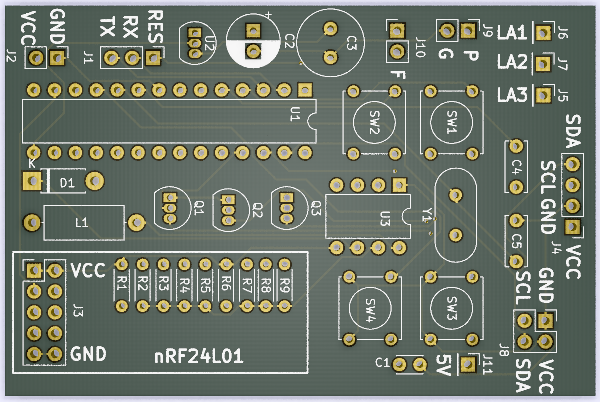 VCC GND
J2
TX RX RES
J1
U2
+
C2
C3
J10
F
G P
J9
LA1 J6
LA2 J7
LA3 J5
U1
SW2
SW1
K
D1
L1
Q1
Q2
Q3
U3
Y1
C4
C5
SDA
SCL
GND
VCC
J4
VCC
J3
GND
R1 R2 R3 R4 R5 R6 R7 R8 R9
nRF24L01
SW4
SW3
C1
5V
J11
SCL GND
J8
SDA VCC